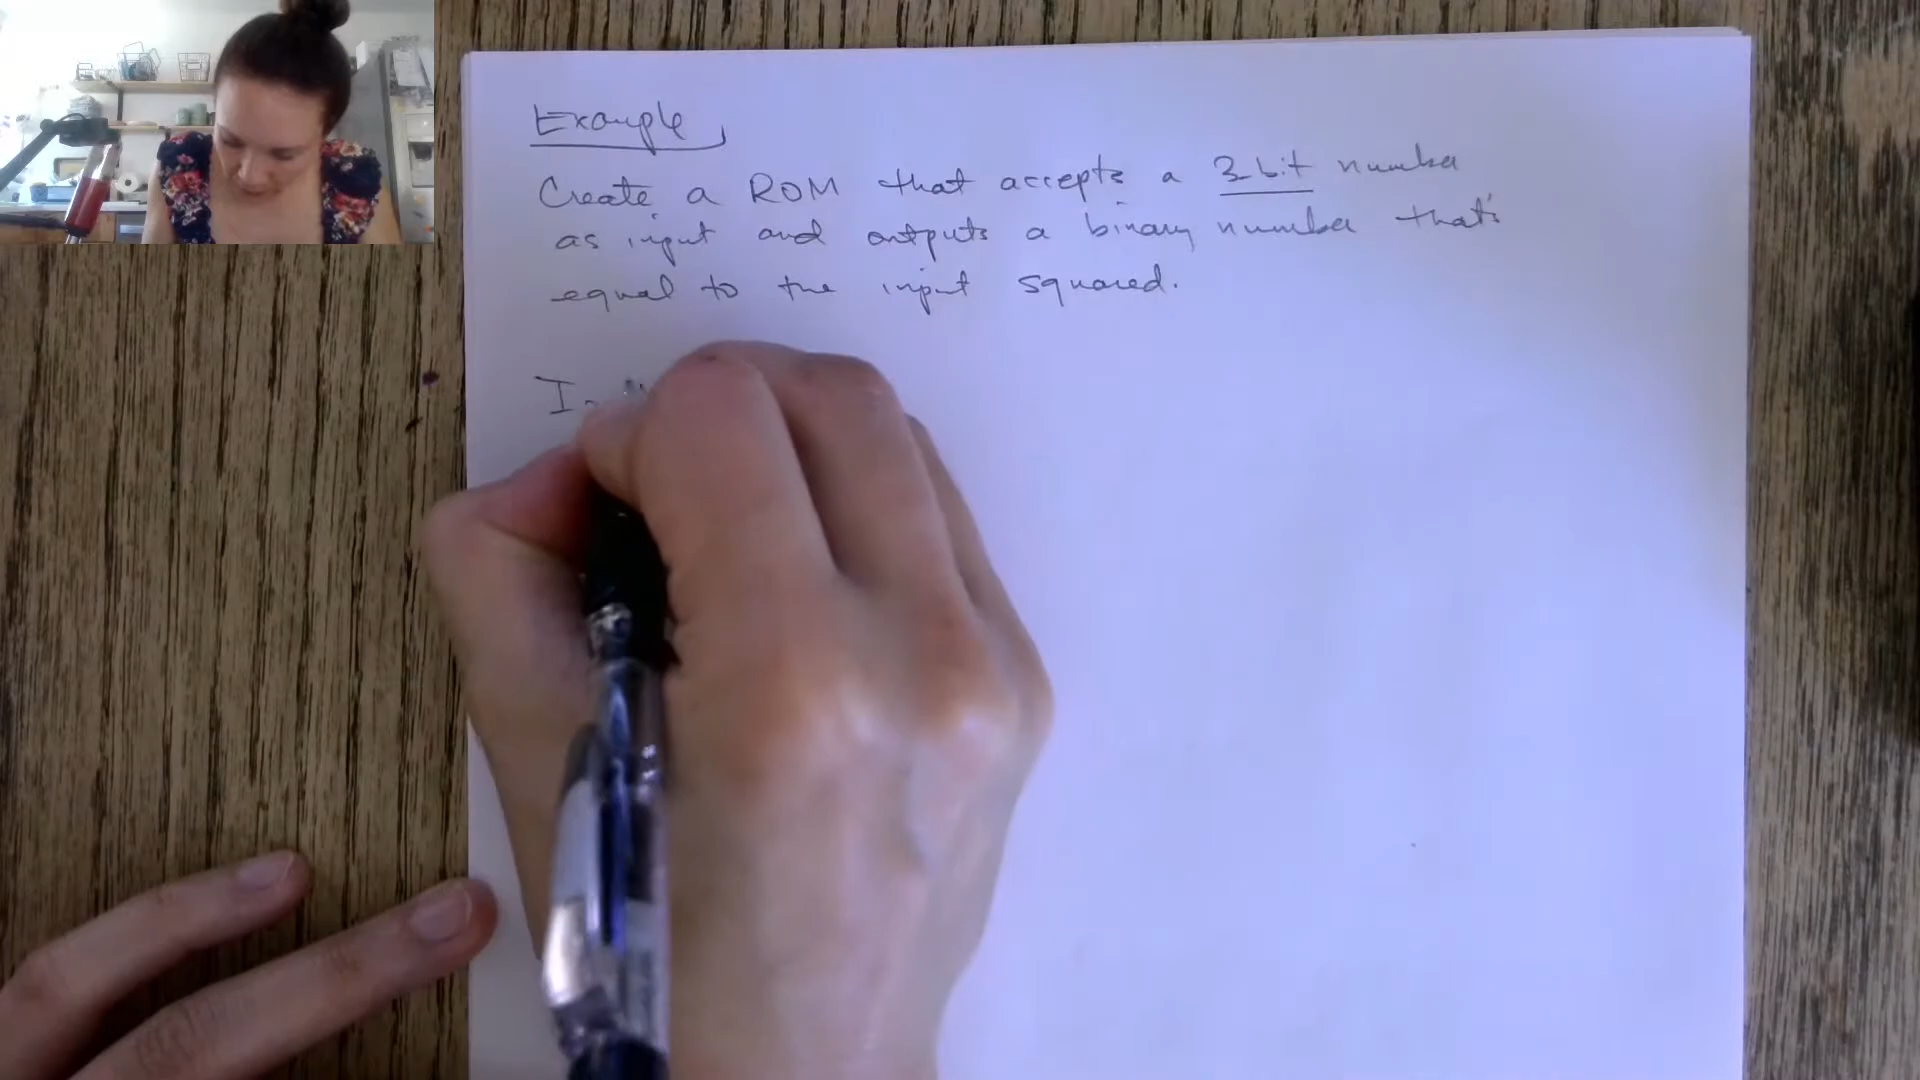 Example
Create a ROM that accepts a 3 bit number
as input and outputs a binary number that's
equal to the input squared.